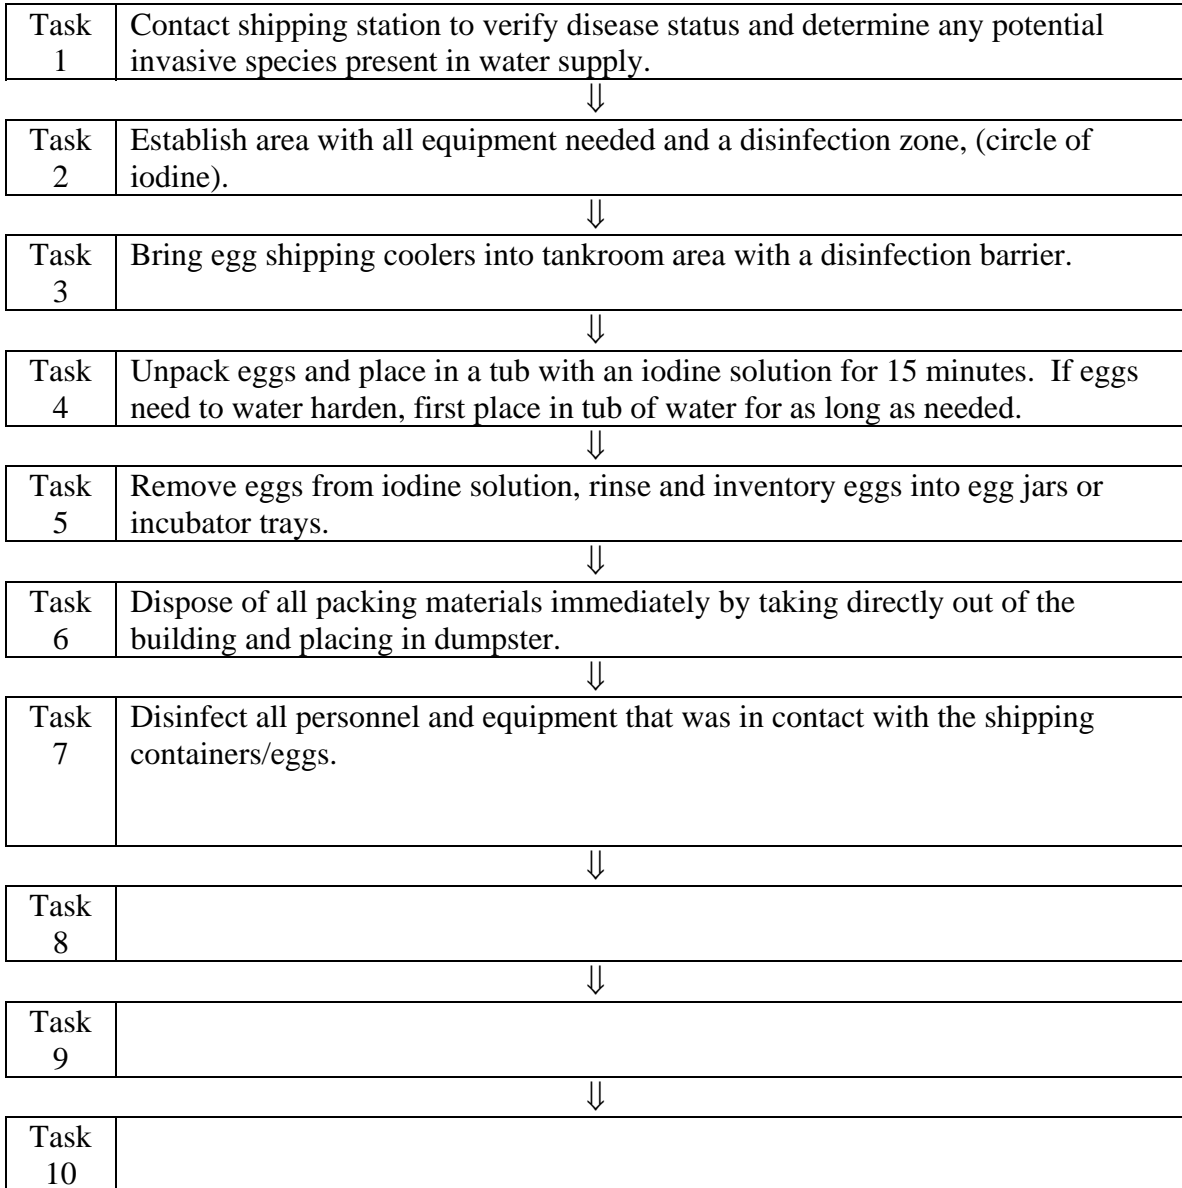 Task 1 Contact shipping station to verify disease status and determine any potential
invasive species present in water supply.
⇓
Task 2 Establish area with all equipment needed and a disinfection zone, (circle of
iodine).
⇓
Task 3 Bring egg shipping coolers into tankroom area with a disinfection barrier.
⇓
Task 4 Unpack eggs and place in a tub with an iodine solution for 15 minutes.  If eggs
need to water harden, first place in tub of water for as long as needed.
⇓
Task 5 Remove eggs from iodine solution, rinse and inventory eggs into egg jars or
incubator trays.
⇓
Task 6 Dispose of all packing materials immediately by taking directly out of the
building and placing in dumpster.
⇓
Task 7 Disinfect all personnel and equipment that was in contact with the shipping
containers/eggs.
⇓
Task 8
⇓
Task 9
⇓
Task 10